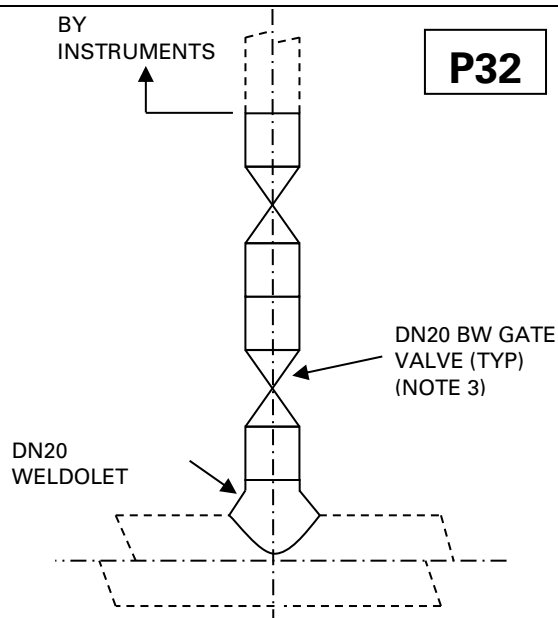 BY
INSTRUMENTS
P32
DN20 BW GATE
VALVE (TYP)
(NOTE 3)
DN20
WELDOLET